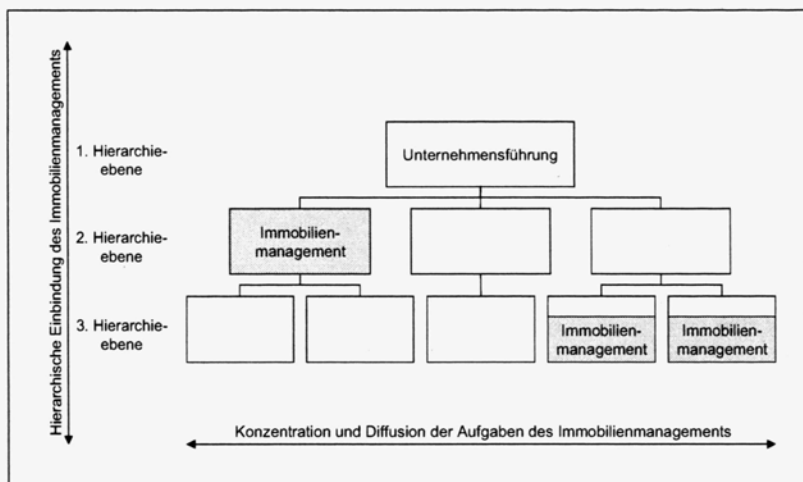 Hierarchische Einbindung des Immobilienmanagements
1. Hierarchie-
ebene
Unternehmensführung
2. Hierarchie-
ebene
Immobilien-
management
3. Hierarchie-
ebene
Immobilien-
management
Immobilien-
management
Konzentration und Diffusion der Aufgaben des Immobilienmanagements